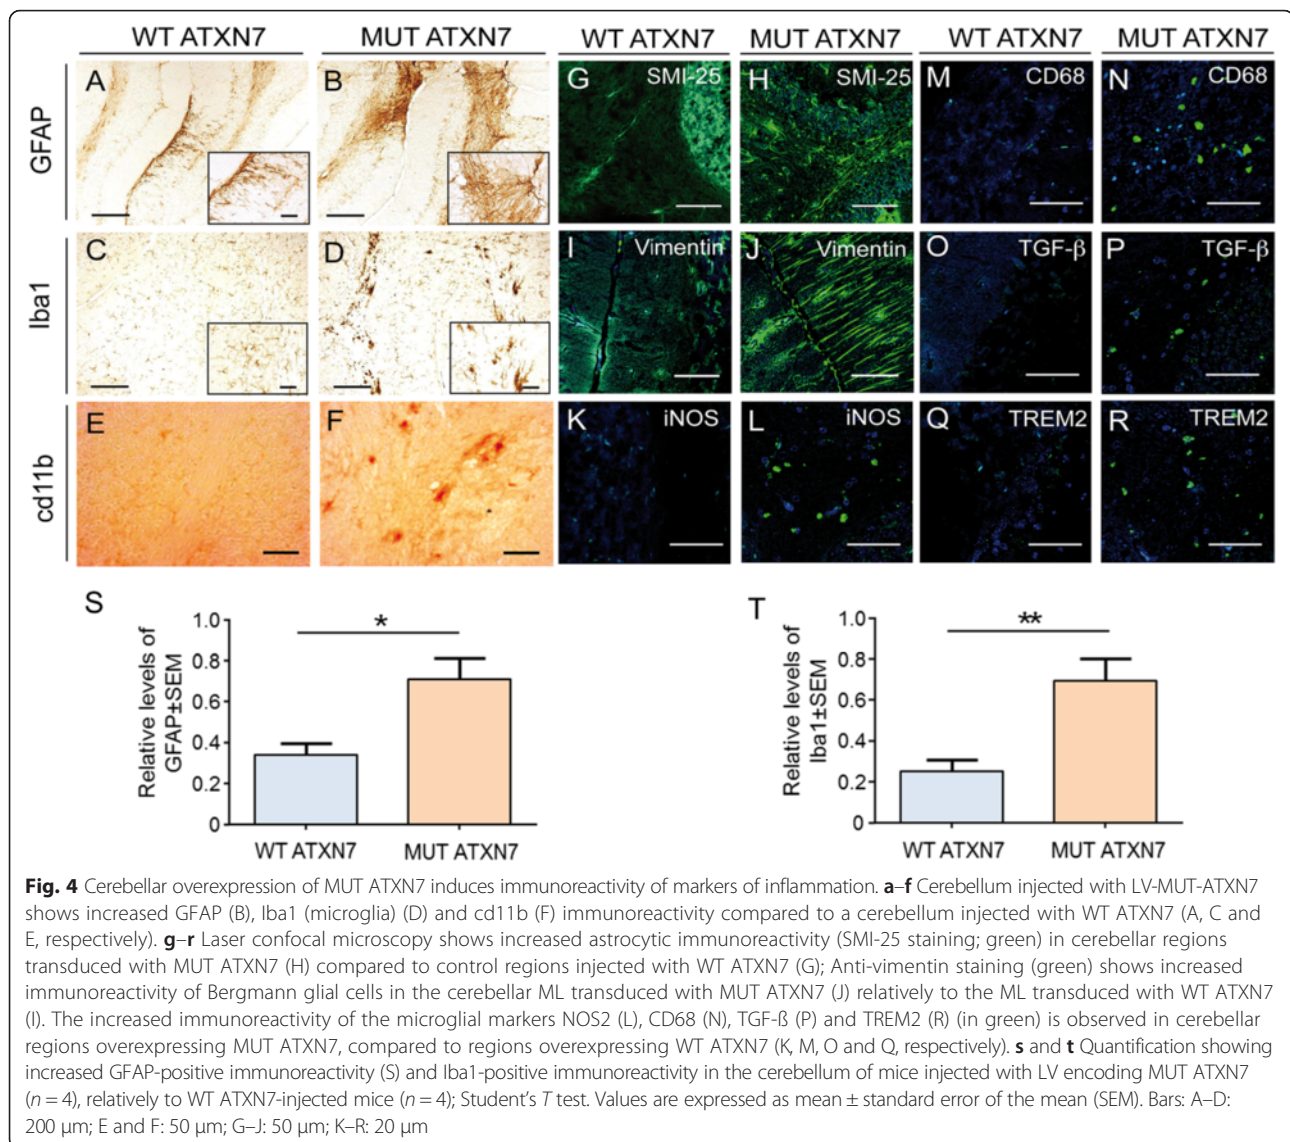 WT ATXN7 MUT ATXN7 WT ATXN7 MUT ATXN7 WT ATXN7 MUT ATXN7
GFAP
A
B
G SMI-25
H SMI-25
M CD68
N CD68
Iba1
C
D
I Vimentin
J Vimentin
O TGF-β
P TGF-β
cd11b
E
F
K iNOS
L iNOS
Q TREM2
R TREM2
S
Relative levels of
GFAP±SEM
1.0
0.8
0.6
0.4
0.2
0
*
WT ATXN7 MUT ATXN7
T
Relative levels of
Iba1±SEM
1.0
0.8
0.6
0.4
0.2
0
**
WT ATXN7 MUT ATXN7
Fig. 4 Cerebellar overexpression of MUT ATXN7 induces immunoreactivity of markers of inflammation. a–f Cerebellum injected with LV-MUT-ATXN7
shows increased GFAP (B), Iba1 (microglia) (D) and cd11b (F) immunoreactivity compared to a cerebellum injected with WT ATXN7 (A, C and
E, respectively). g–r Laser confocal microscopy shows increased astrocytic immunoreactivity (SMI-25 staining; green) in cerebellar regions
transduced with MUT ATXN7 (H) compared to control regions injected with WT ATXN7 (G); Anti-vimentin staining (green) shows increased
immunoreactivity of Bergmann glial cells in the cerebellar ML transduced with MUT ATXN7 (J) relatively to the ML transduced with WT ATXN7
(I). The increased immunoreactivity of the microglial markers NOS2 (L), CD68 (N), TGF-ß (P) and TREM2 (R) (in green) is observed in cerebellar
regions overexpressing MUT ATXN7, compared to regions overexpressing WT ATXN7 (K, M, O and Q, respectively). s and t Quantification showing
increased GFAP-positive immunoreactivity (S) and Iba1-positive immunoreactivity in the cerebellum of mice injected with LV encoding MUT ATXN7
(n = 4), relatively to WT ATXN7-injected mice (n = 4); Student's T test. Values are expressed as mean ± standard error of the mean (SEM). Bars: A–D:
200 μm; E and F: 50 μm; G–J: 50 μm; K–R: 20 μm